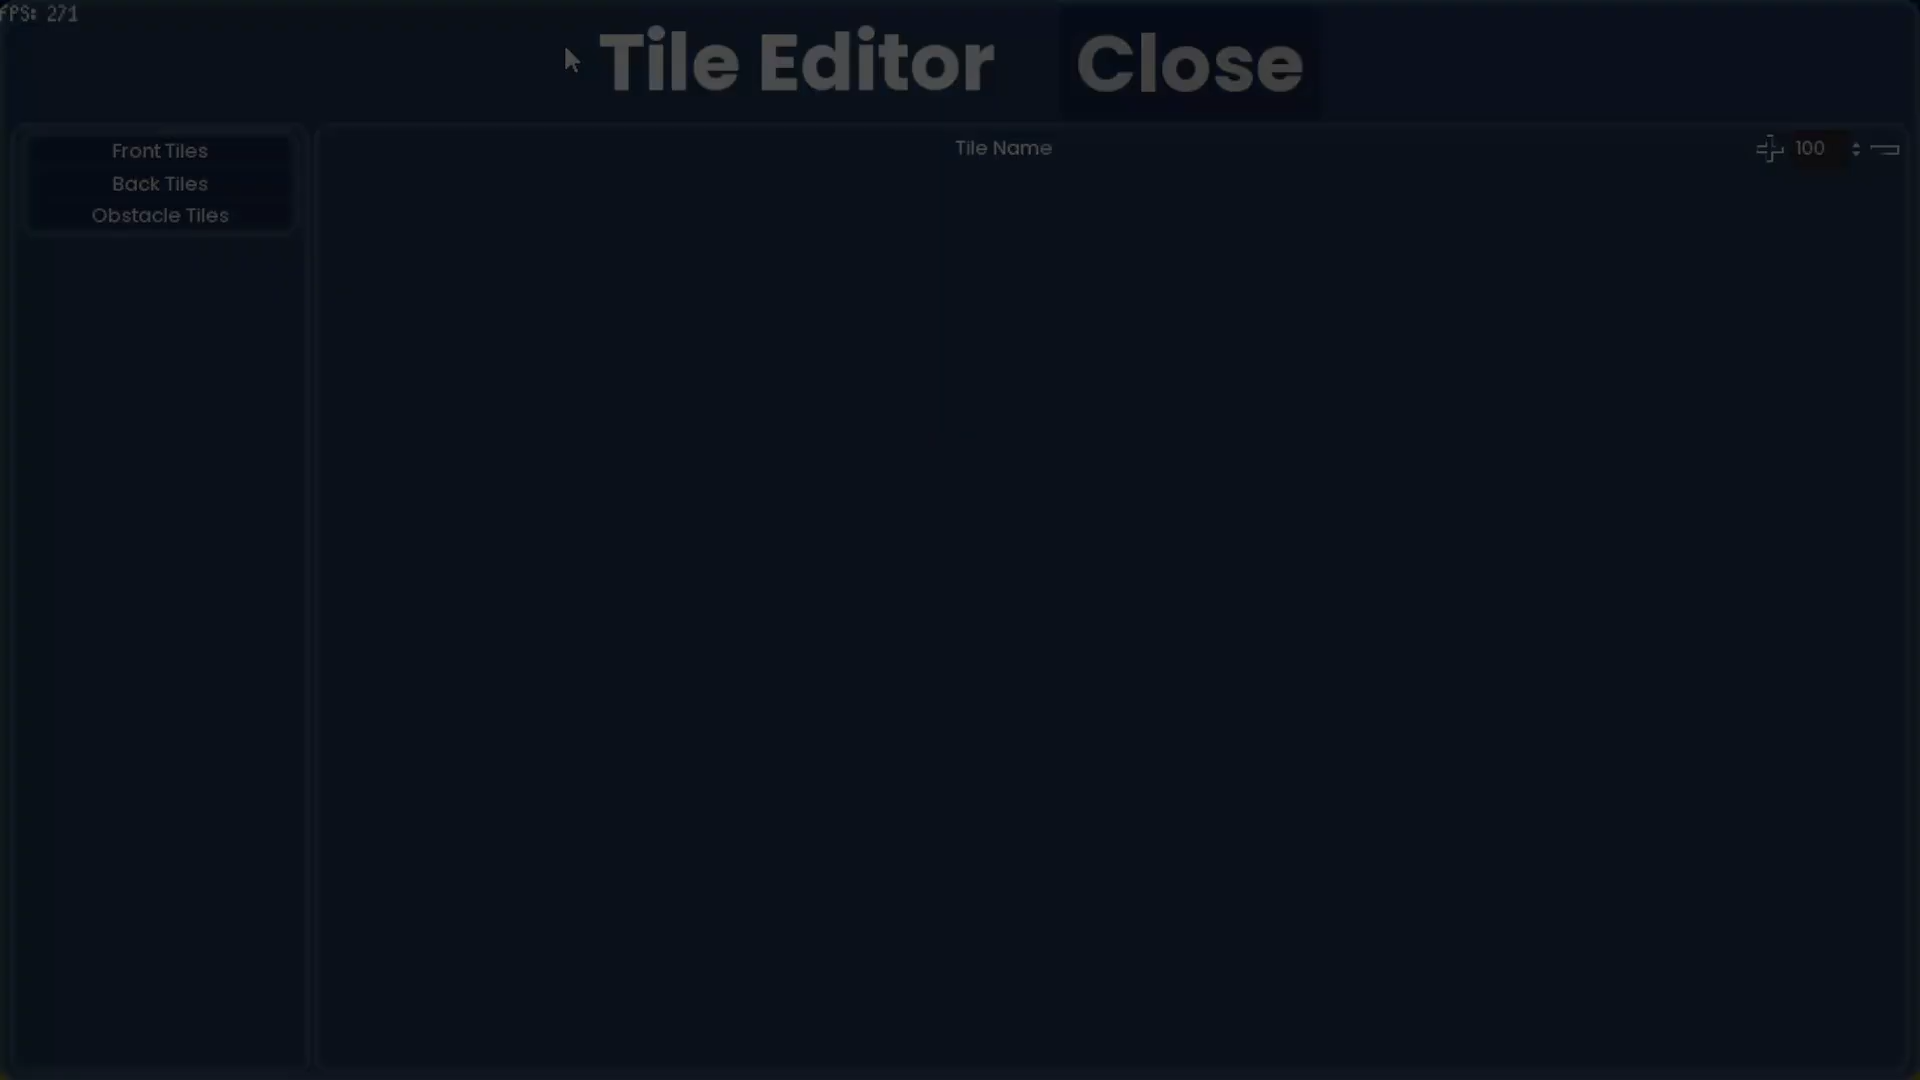 FPS: 271
Tile Editor Close
Front Tiles
Back Tiles
Obstacle Tiles
Tile Name
100